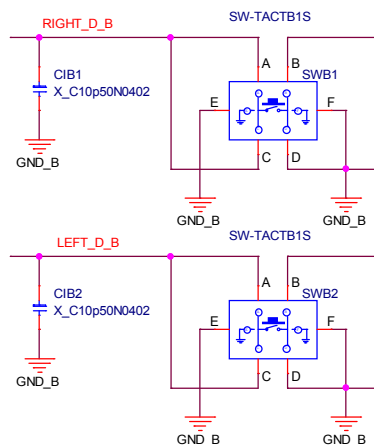 RIGHT_D_B
SW-TACTB1S
CIB1
X_C10p50N0402
A
B
SWB1
E
F
C
D
GND_B
GND_B
GND_B
LEFT_D_B
SW-TACTB1S
CIB2
X_C10p50N0402
A
B
SWB2
E
F
C
D
GND_B
GND_B
GND_B